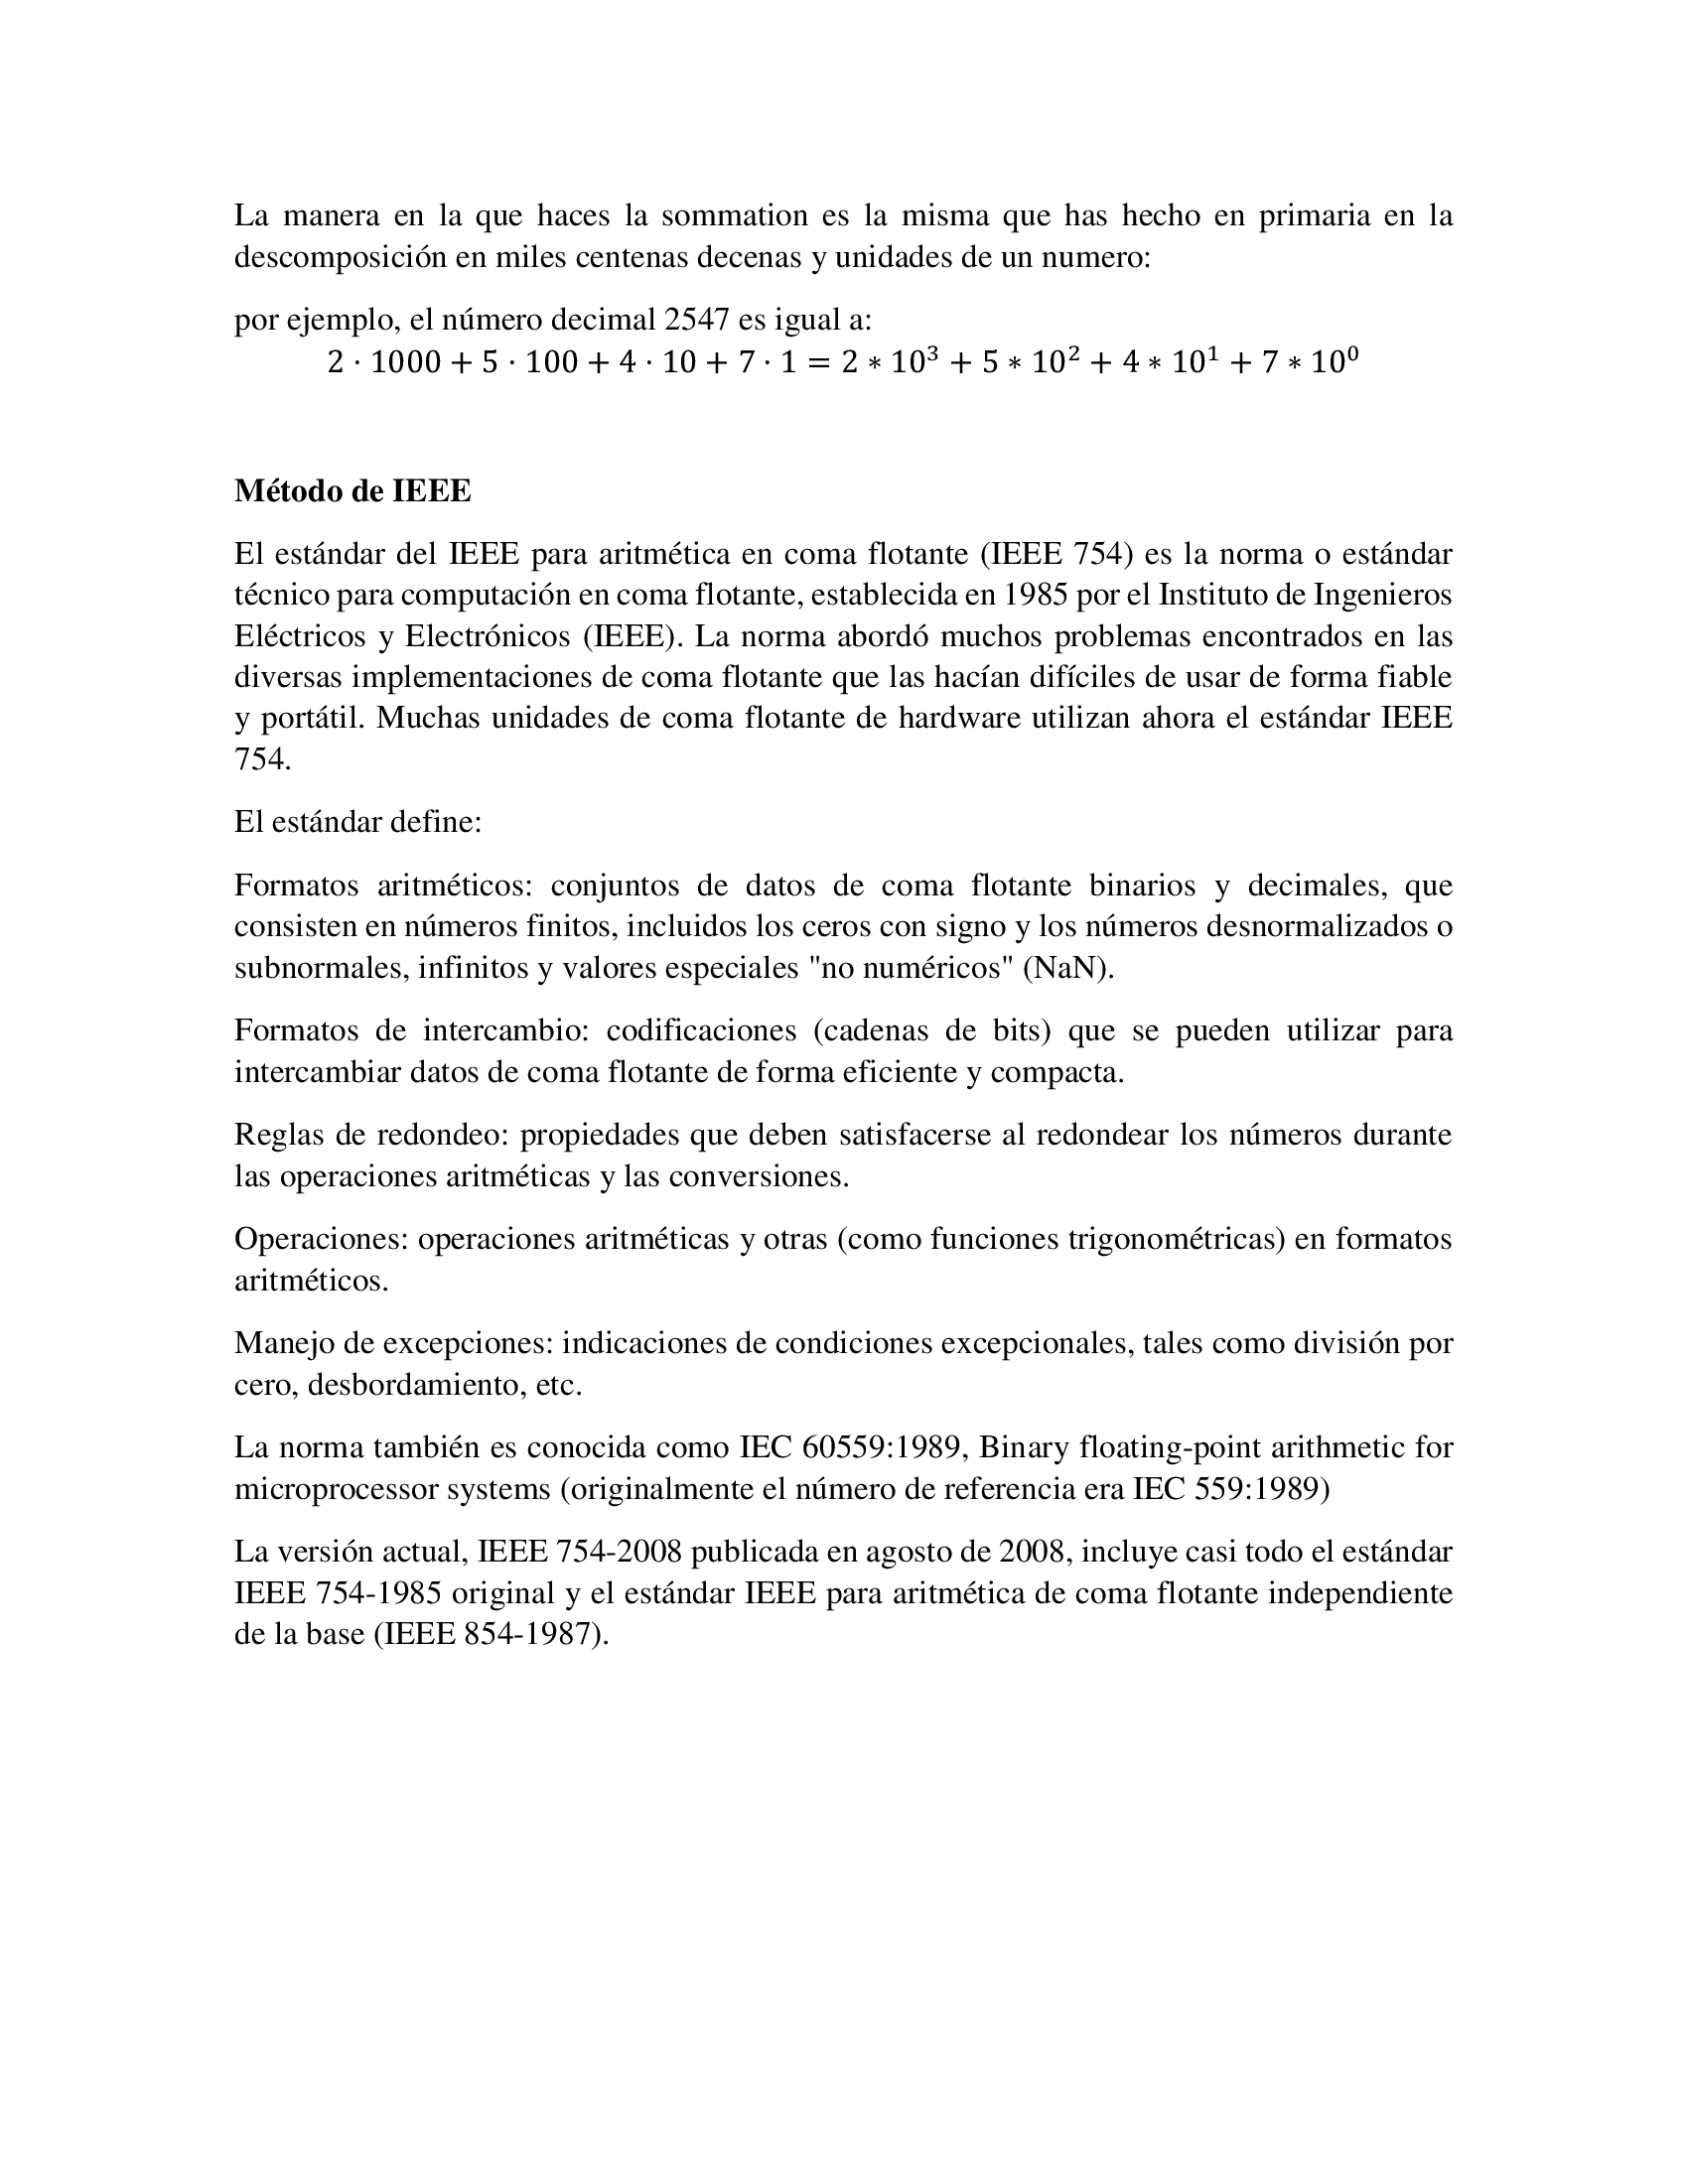 La manera en la que haces la sommation es la misma que has hecho en primaria en la
descomposición en miles centenas decenas y unidades de un numero:
por ejemplo, el número decimal 2547 es igual a:
2 · 1000 + 5 · 100 + 4 · 10 + 7 · 1 = 2 ∗ 10³ + 5 ∗ 10² + 4 ∗ 10¹ + 7 ∗ 10⁰
Método de IEEE
El estándar del IEEE para aritmética en coma flotante (IEEE 754) es la norma o estándar
técnico para computación en coma flotante, establecida en 1985 por el Instituto de Ingenieros
Eléctricos y Electrónicos (IEEE). La norma abordó muchos problemas encontrados en las
diversas implementaciones de coma flotante que las hacían difíciles de usar de forma fiable
y portátil. Muchas unidades de coma flotante de hardware utilizan ahora el estándar IEEE
754.
El estándar define:
Formatos aritméticos: conjuntos de datos de coma flotante binarios y decimales, que
consisten en números finitos, incluidos los ceros con signo y los números desnormalizados o
subnormales, infinitos y valores especiales "no numéricos" (NaN).
Formatos de intercambio: codificaciones (cadenas de bits) que se pueden utilizar para
intercambiar datos de coma flotante de forma eficiente y compacta.
Reglas de redondeo: propiedades que deben satisfacerse al redondear los números durante
las operaciones aritméticas y las conversiones.
Operaciones: operaciones aritméticas y otras (como funciones trigonométricas) en formatos
aritméticos.
Manejo de excepciones: indicaciones de condiciones excepcionales, tales como división por
cero, desbordamiento, etc.
La norma también es conocida como IEC 60559:1989, Binary floating-point arithmetic for
microprocessor systems (originalmente el número de referencia era IEC 559:1989)
La versión actual, IEEE 754-2008 publicada en agosto de 2008, incluye casi todo el estándar
IEEE 754-1985 original y el estándar IEEE para aritmética de coma flotante independiente
de la base (IEEE 854-1987).